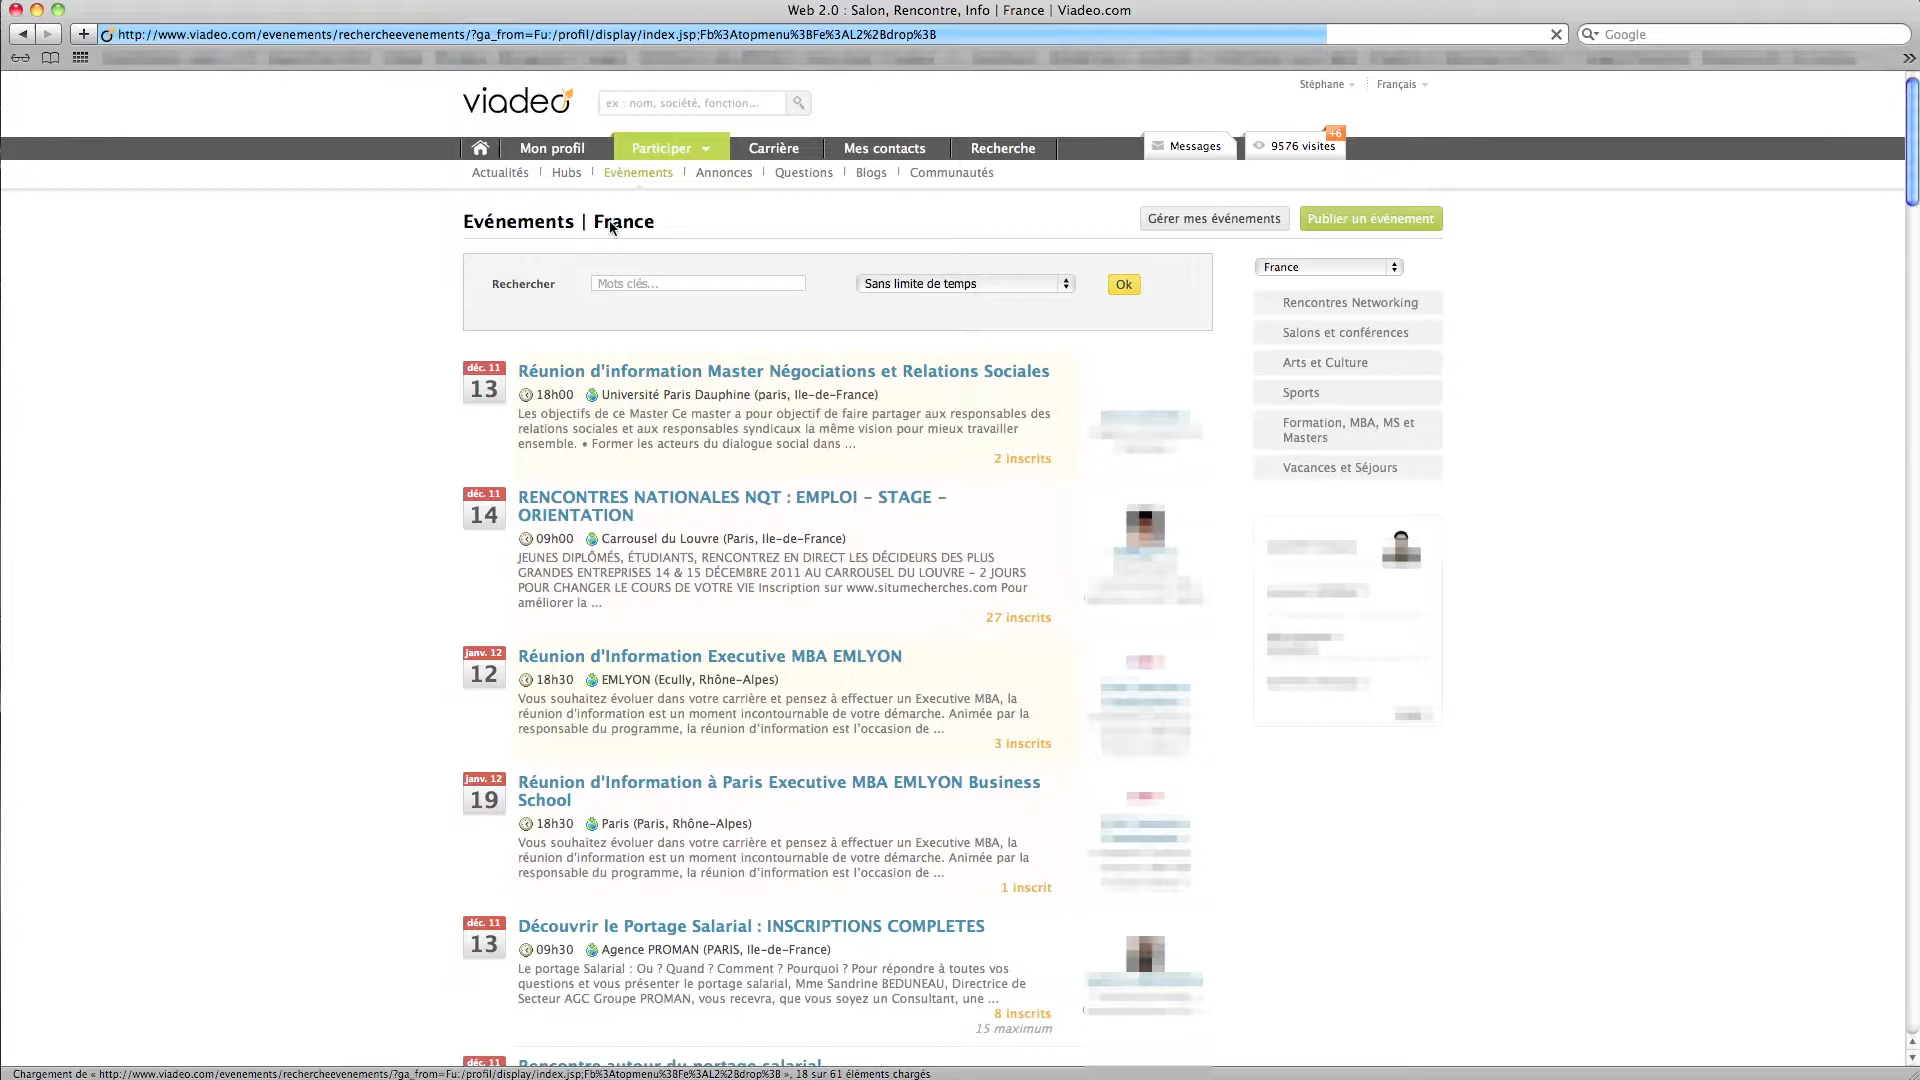 Web 2.0 : Salon, Rencontre, Info | France | Viadeo.com
http://www.viadeo.com/evenements/rechercheevenements/?ga_from=Fu:/profil/display/index.jsp;Fb%3Atopmenu%3BFe%3AL2%2Bdrop%3B
Google
Stéphane
Français
viadeo
ex : nom, société, fonction...
+6
Mon profil
Participer
Carrière
Mes contacts
Recherche
Messages
9576 visites
Actualités
Hubs
Evènements
Annonces
Questions
Blogs
Communautés
Evénements | France
Gérer mes événements
Publier un événement
Rechercher
Mots clés...
Sans limite de temps
Ok
France
Rencontres Networking
Salons et conférences
Arts et Culture
Sports
Formation, MBA, MS et
Masters
Vacances et Séjours
déc. 11
13
Réunion d'information Master Négociations et Relations Sociales
18h00 Université Paris Dauphine (paris, Ile-de-France)
Les objectifs de ce Master Ce master a pour objectif de faire partager aux responsables des
relations sociales et aux responsables syndicaux la même vision pour mieux travailler
ensemble. • Former les acteurs du dialogue social dans ...
2 inscrits
déc. 11
14
RENCONTRES NATIONALES NQT : EMPLOI - STAGE -
ORIENTATION
09h00 Carrousel du Louvre (Paris, Ile-de-France)
JEUNES DIPLÔMÉS, ÉTUDIANTS, RENCONTREZ EN DIRECT LES DÉCIDEURS DES PLUS
GRANDES ENTREPRISES 14 & 15 DÉCEMBRE 2011 AU CARROUSEL DU LOUVRE - 2 JOURS
POUR CHANGER LE COURS DE VOTRE VIE Inscription sur www.situmecherches.com Pour
améliorer la ...
27 inscrits
janv. 12
12
Réunion d'Information Executive MBA EMLYON
18h30 EMLYON (Ecully, Rhône-Alpes)
Vous souhaitez évoluer dans votre carrière et pensez à effectuer un Executive MBA, la
réunion d'information est un moment incontournable de votre démarche. Animée par la
responsable du programme, la réunion d'information est l'occasion de ...
3 inscrits
janv. 12
19
Réunion d'Information à Paris Executive MBA EMLYON Business
School
18h30 Paris (Paris, Rhône-Alpes)
Vous souhaitez évoluer dans votre carrière et pensez à effectuer un Executive MBA, la
réunion d'information est un moment incontournable de votre démarche. Animée par la
responsable du programme, la réunion d'information est l'occasion de ...
1 inscrit
déc. 11
13
Découvrir le Portage Salarial : INSCRIPTIONS COMPLETES
09h30 Agence PROMAN (PARIS, Ile-de-France)
Le portage Salarial : Ou ? Quand ? Comment ? Pourquoi ? Pour répondre à toutes vos
questions et vous présenter le portage salarial, Mme Sandrine BEDUNEAU, Directrice de
Secteur AGC Groupe PROMAN, vous recevra, que vous soyez un Consultant, une ...
8 inscrits
15 maximum
déc. 11
Rencontre autour du portage salarial
Chargement de « http://www.viadeo.com/evenements/rechercheevenements/?ga_from=Fu:/profil/display/index.jsp;Fb%3Atopmenu%3BFe%3AL2%2Bdrop%3B », 18 sur 61 éléments chargés